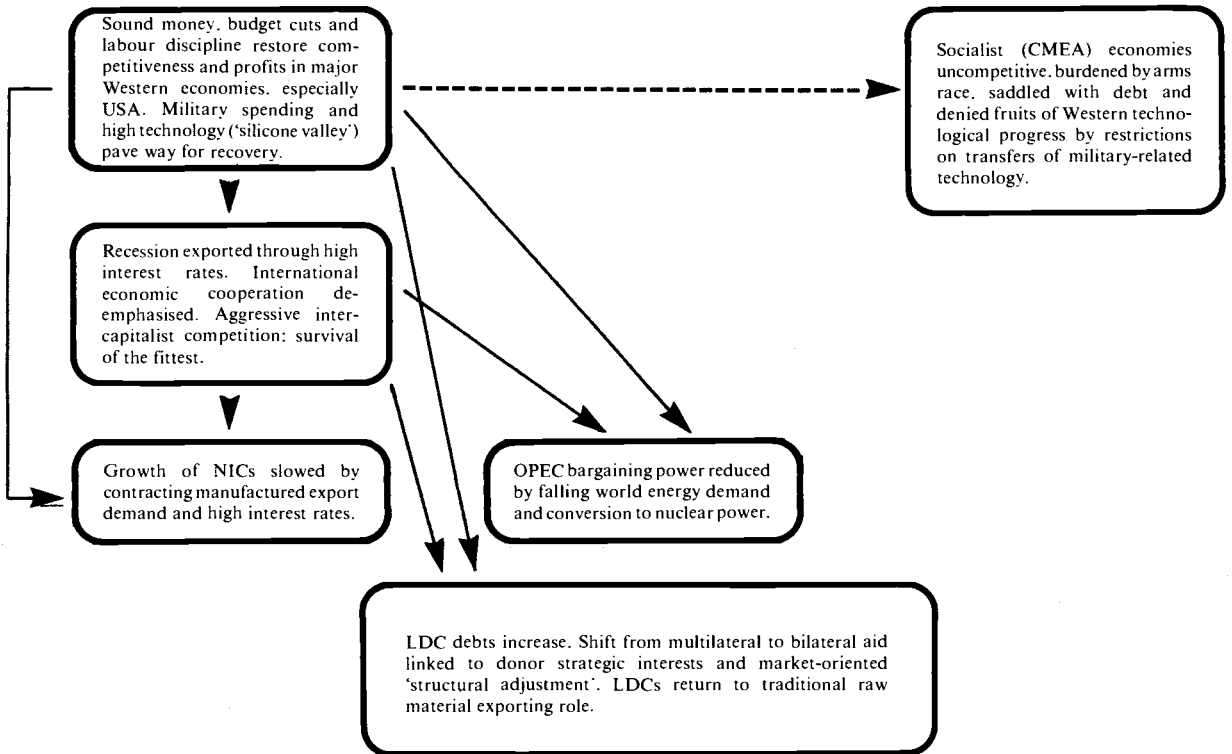 Sound money. budget cuts and
labour discipline restore com-
petitiveness and profits in major
Western economies. especially
USA. Military spending and
high technology (‘silicone valley’)
pave way for recovery.
Socialist (CMEA) economies
uncompetitive. burdened by arms
race. saddled with debt and
denied fruits of Western techno-
logical progress by restrictions
on transfers of military-related
technology.
Recession exported through high
interest rates. International
economic cooperation de-
emphasised. Aggressive inter-
capitalist competition: survival
of the fittest.
Growth of NICs slowed by
contracting manufactured export
demand and high interest rates.
OPEC bargaining power reduced
by falling world energy demand
and conversion to nuclear power.
LDC debts increase. Shift from multilateral to bilateral aid
linked to donor strategic interests and market-oriented
‘structural adjustment’. LDCs return to traditional raw
material exporting role.